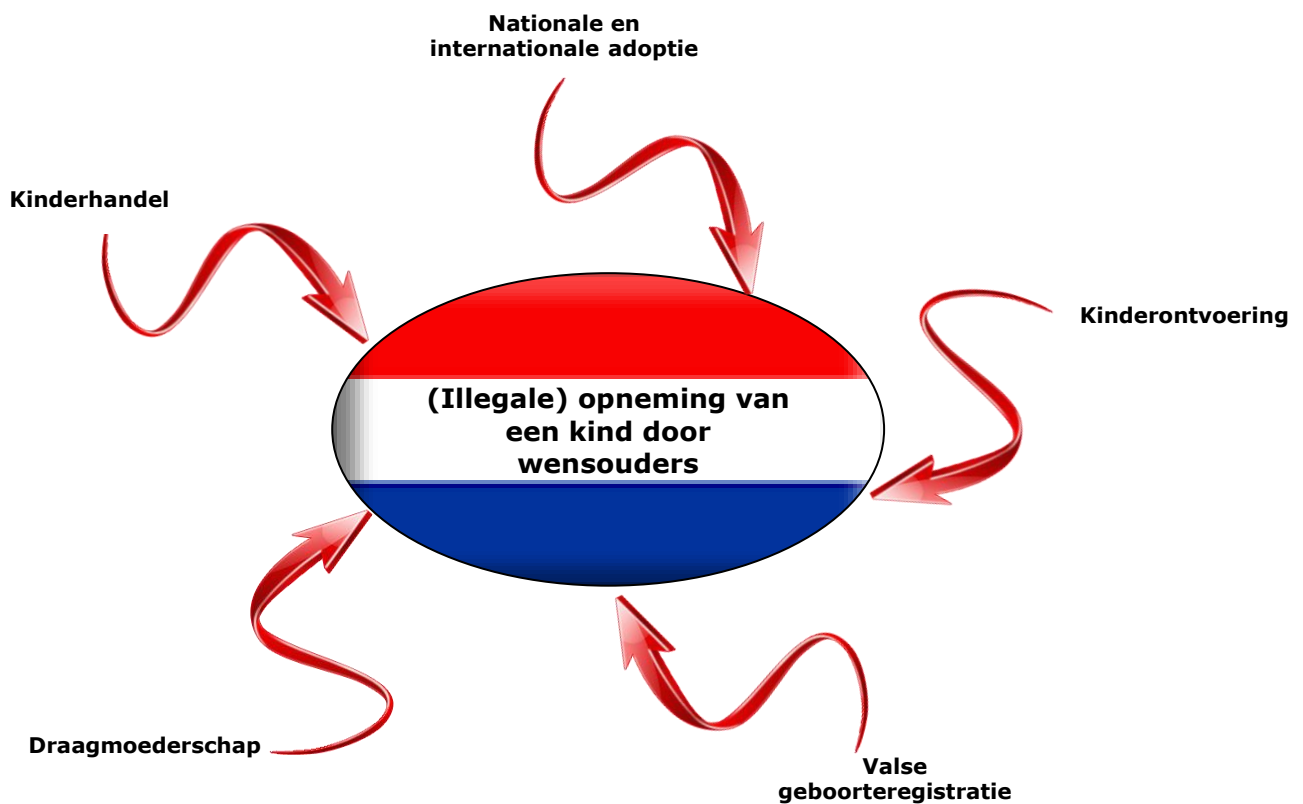 Nationale en
internationale adoptie
Kinderhandel
Kinderontvoering
(Illegale) opneming van
een kind door
wensouders
Draagmoederschap
Valse
geboorteregistratie